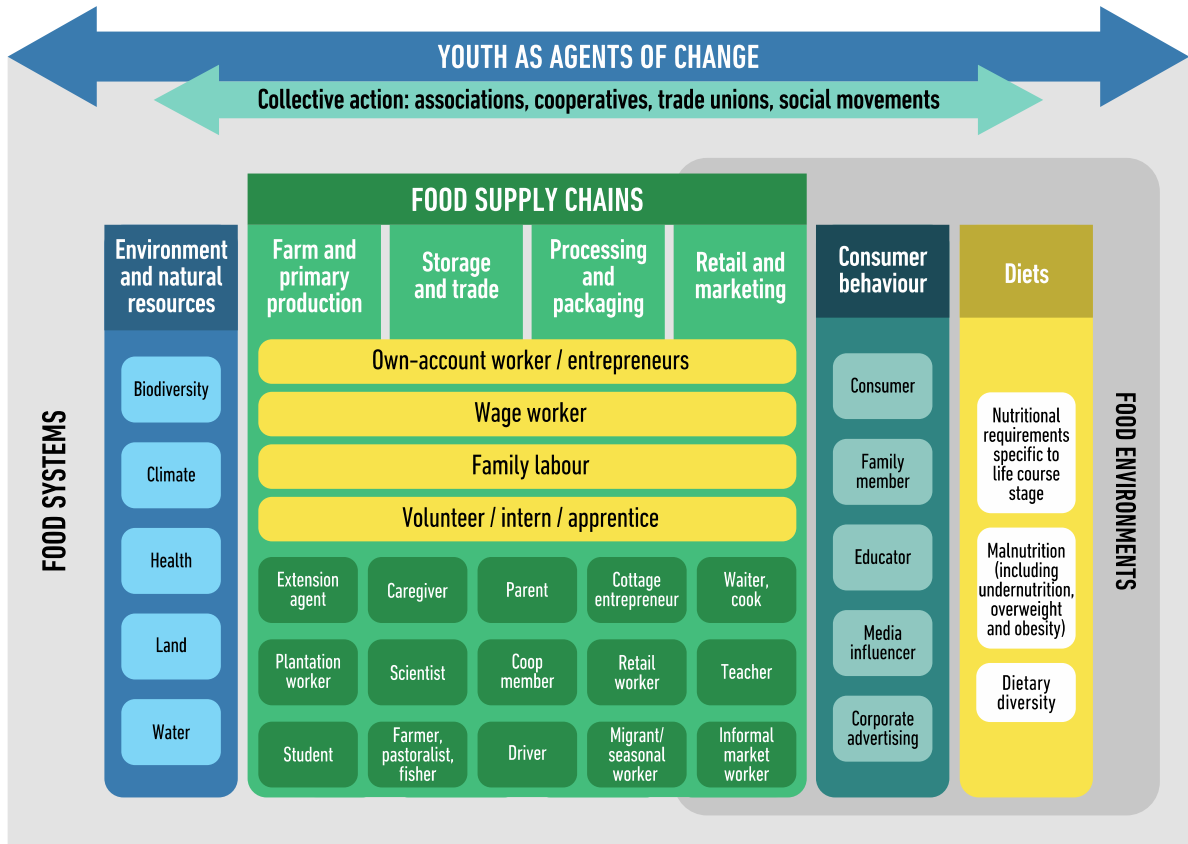 YOUTH AS AGENTS OF CHANGE
Collective action: associations, cooperatives, trade unions, social movements
FOOD SYSTEMS
Environment
and natural
resources
Biodiversity
Climate
Health
Land
Water
FOOD SUPPLY CHAINS
Farm and
primary
production
Storage
and trade
Processing
and
packaging
Retail and
marketing
Own-account worker / entrepreneurs
Wage worker
Family labour
Volunteer / intern / apprentice
Extension
agent
Caregiver
Parent
Cottage
entrepreneur
Waiter,
cook
Plantation
worker
Scientist
Coop
member
Retail
worker
Teacher
Student
Farmer,
pastoralist,
fisher
Driver
Migrant/
seasonal
worker
Informal
market
worker
Consumer
behaviour
Consumer
Family
member
Educator
Media
influencer
Corporate
advertising
Diets
Nutritional
requirements
specific to
life course
stage
Malnutrition
(including
undernutrition,
overweight
and obesity)
Dietary
diversity
FOOD ENVIRONMENTS